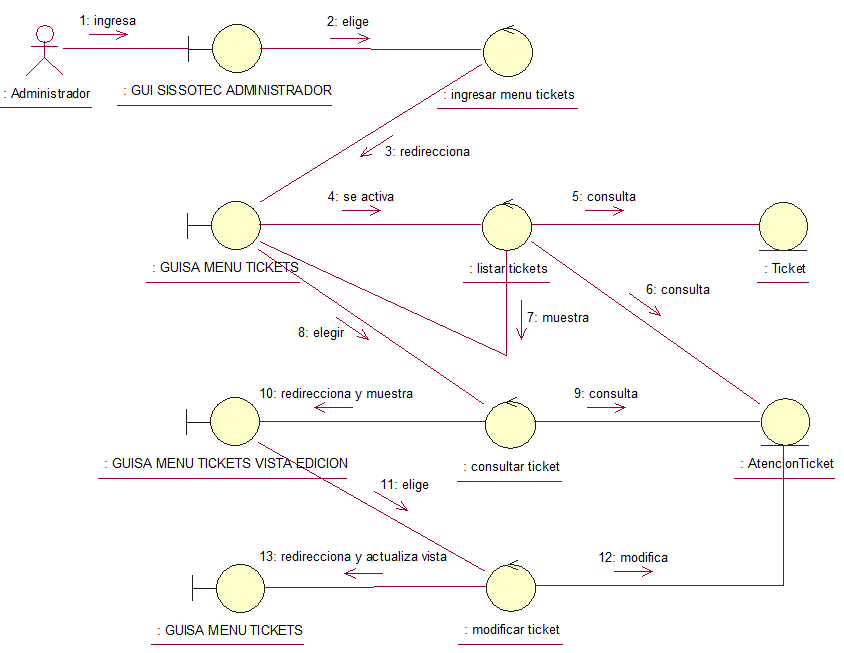 1: ingresa
2: elige
: Administrador
: GUI SISSOTEC ADMINISTRADOR
: ingresar menu tickets
3: redirecciona
4: se activa
5: consulta
: GUISA MENU TICKETS
: listar tickets
: Ticket
6: consulta
7: muestra
8: elegir
10: redirecciona y muestra
9: consulta
: GUISA MENU TICKETS VISTA EDICION
: consultar ticket
: AtencionTicket
11: elige
13: redirecciona y actualiza vista
12: modifica
: GUISA MENU TICKETS
: modificar ticket